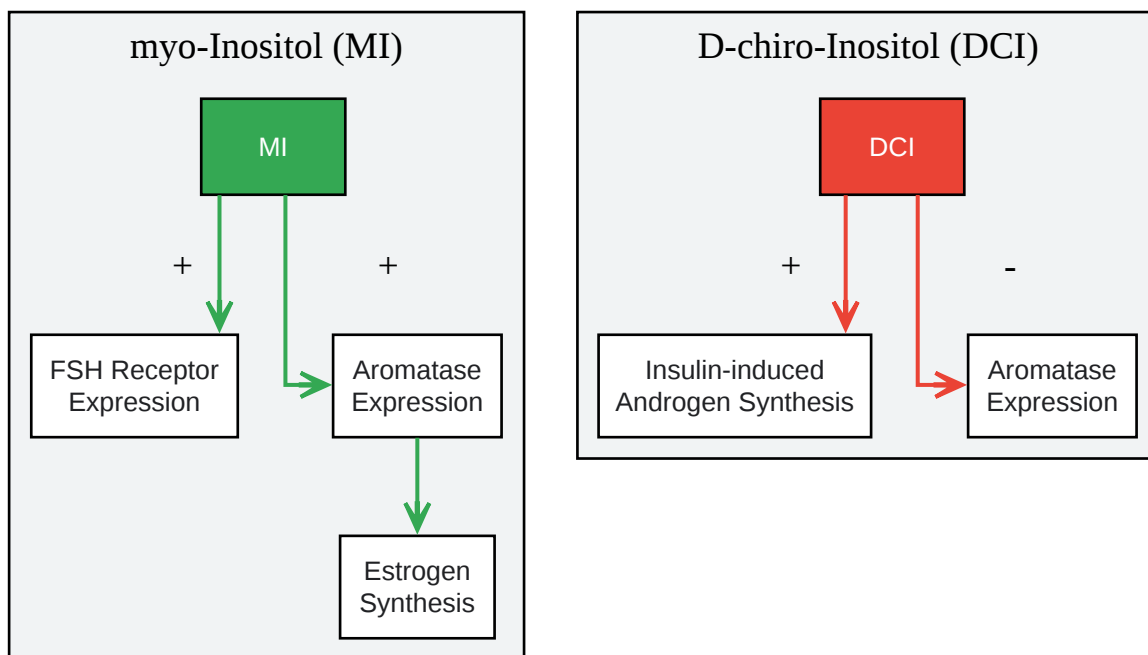 myo-Inositol (MI)
MI
+
+
FSH Receptor
Expression
Aromatase
Expression
Estrogen
Synthesis
D-chiro-Inositol (DCI)
DCI
+
-
Insulin-induced
Androgen Synthesis
Aromatase
Expression